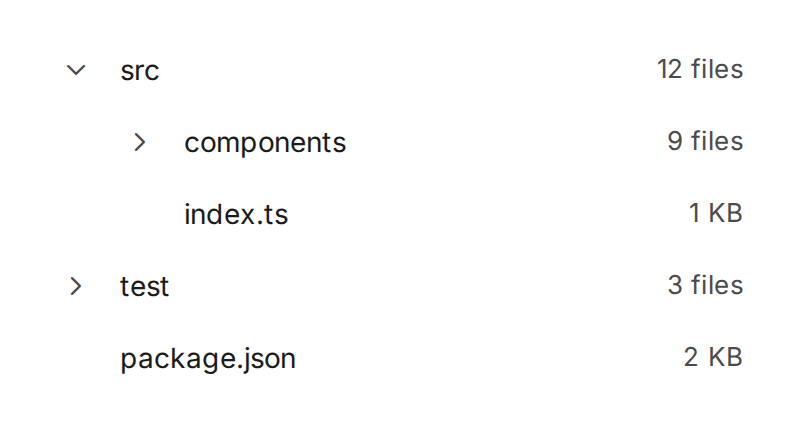 src 12 files
components 9 files
index.ts 1 KB
test 3 files
package.json 2 KB